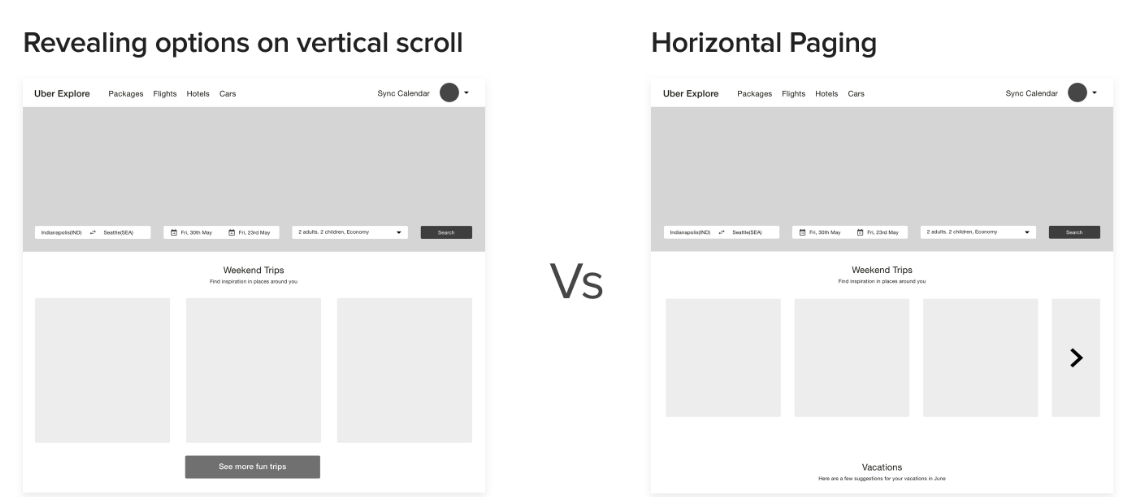 Revealing options on vertical scroll
Uber Explore Packages Flights Hotels Cars Sync Calendar
Indianapolis(IND) Seattle(SEA) Fri, 30th May Fri, 23rd May 2 adults, 2 children, Economy Search
Weekend Trips
Find inspiration in places around you
See more fun trips
Vs
Horizontal Paging
Uber Explore Packages Flights Hotels Cars Sync Calendar
Indianapolis(IND) Seattle(SEA) Fri, 30th May Fri, 23rd May 2 adults, 2 children, Economy Search
Weekend Trips
Find inspiration in places around you
Vacations
Here are a few suggestions for your vacations in June